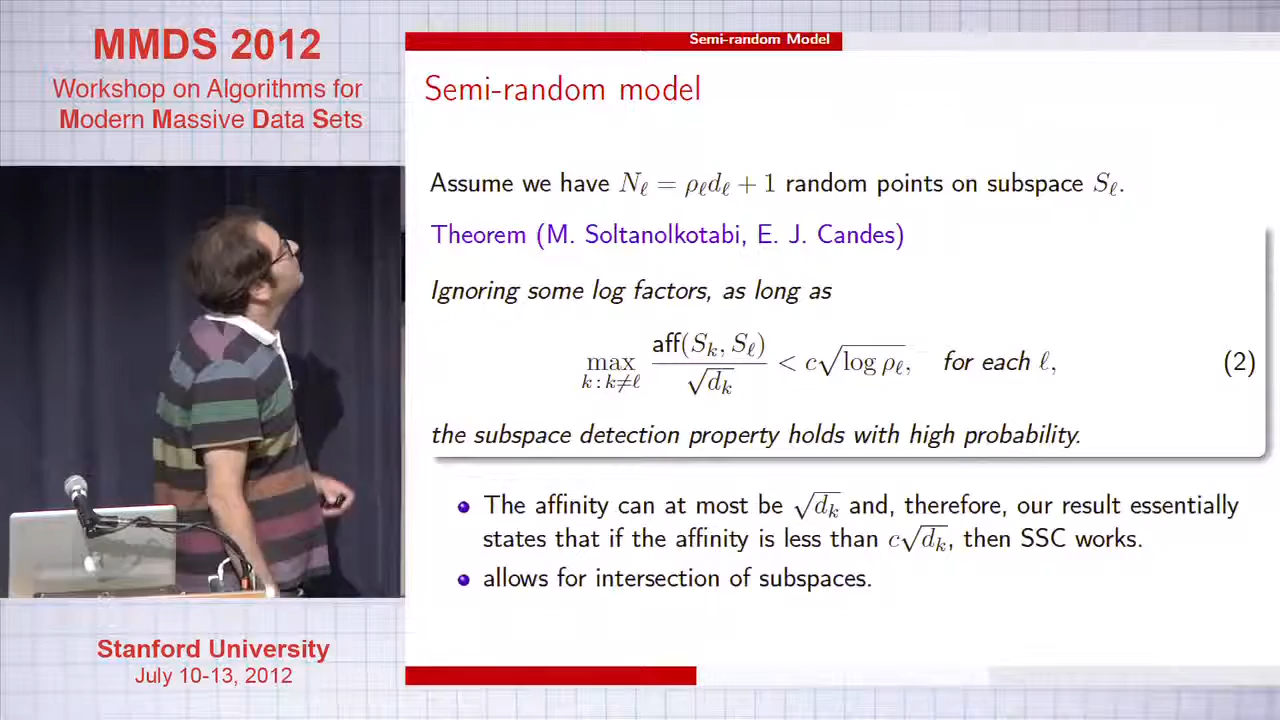 MMDS 2012
Workshop on Algorithms for
Modern Massive Data Sets
Semi-random Model
Semi-random model
Assume we have N_ℓ = ρ_ℓ d_ℓ + 1 random points on subspace S_ℓ.
Theorem (M. Soltanolkotabi, E. J. Candes)
Ignoring some log factors, as long as
max_{k : k≠ℓ} aff(S_k, S_ℓ) / √d_k < c√log ρ_ℓ, for each ℓ, (2)
the subspace detection property holds with high probability.
The affinity can at most be √d_k and, therefore, our result essentially
states that if the affinity is less than c√d_k, then SSC works.
allows for intersection of subspaces.
Stanford University
July 10-13, 2012